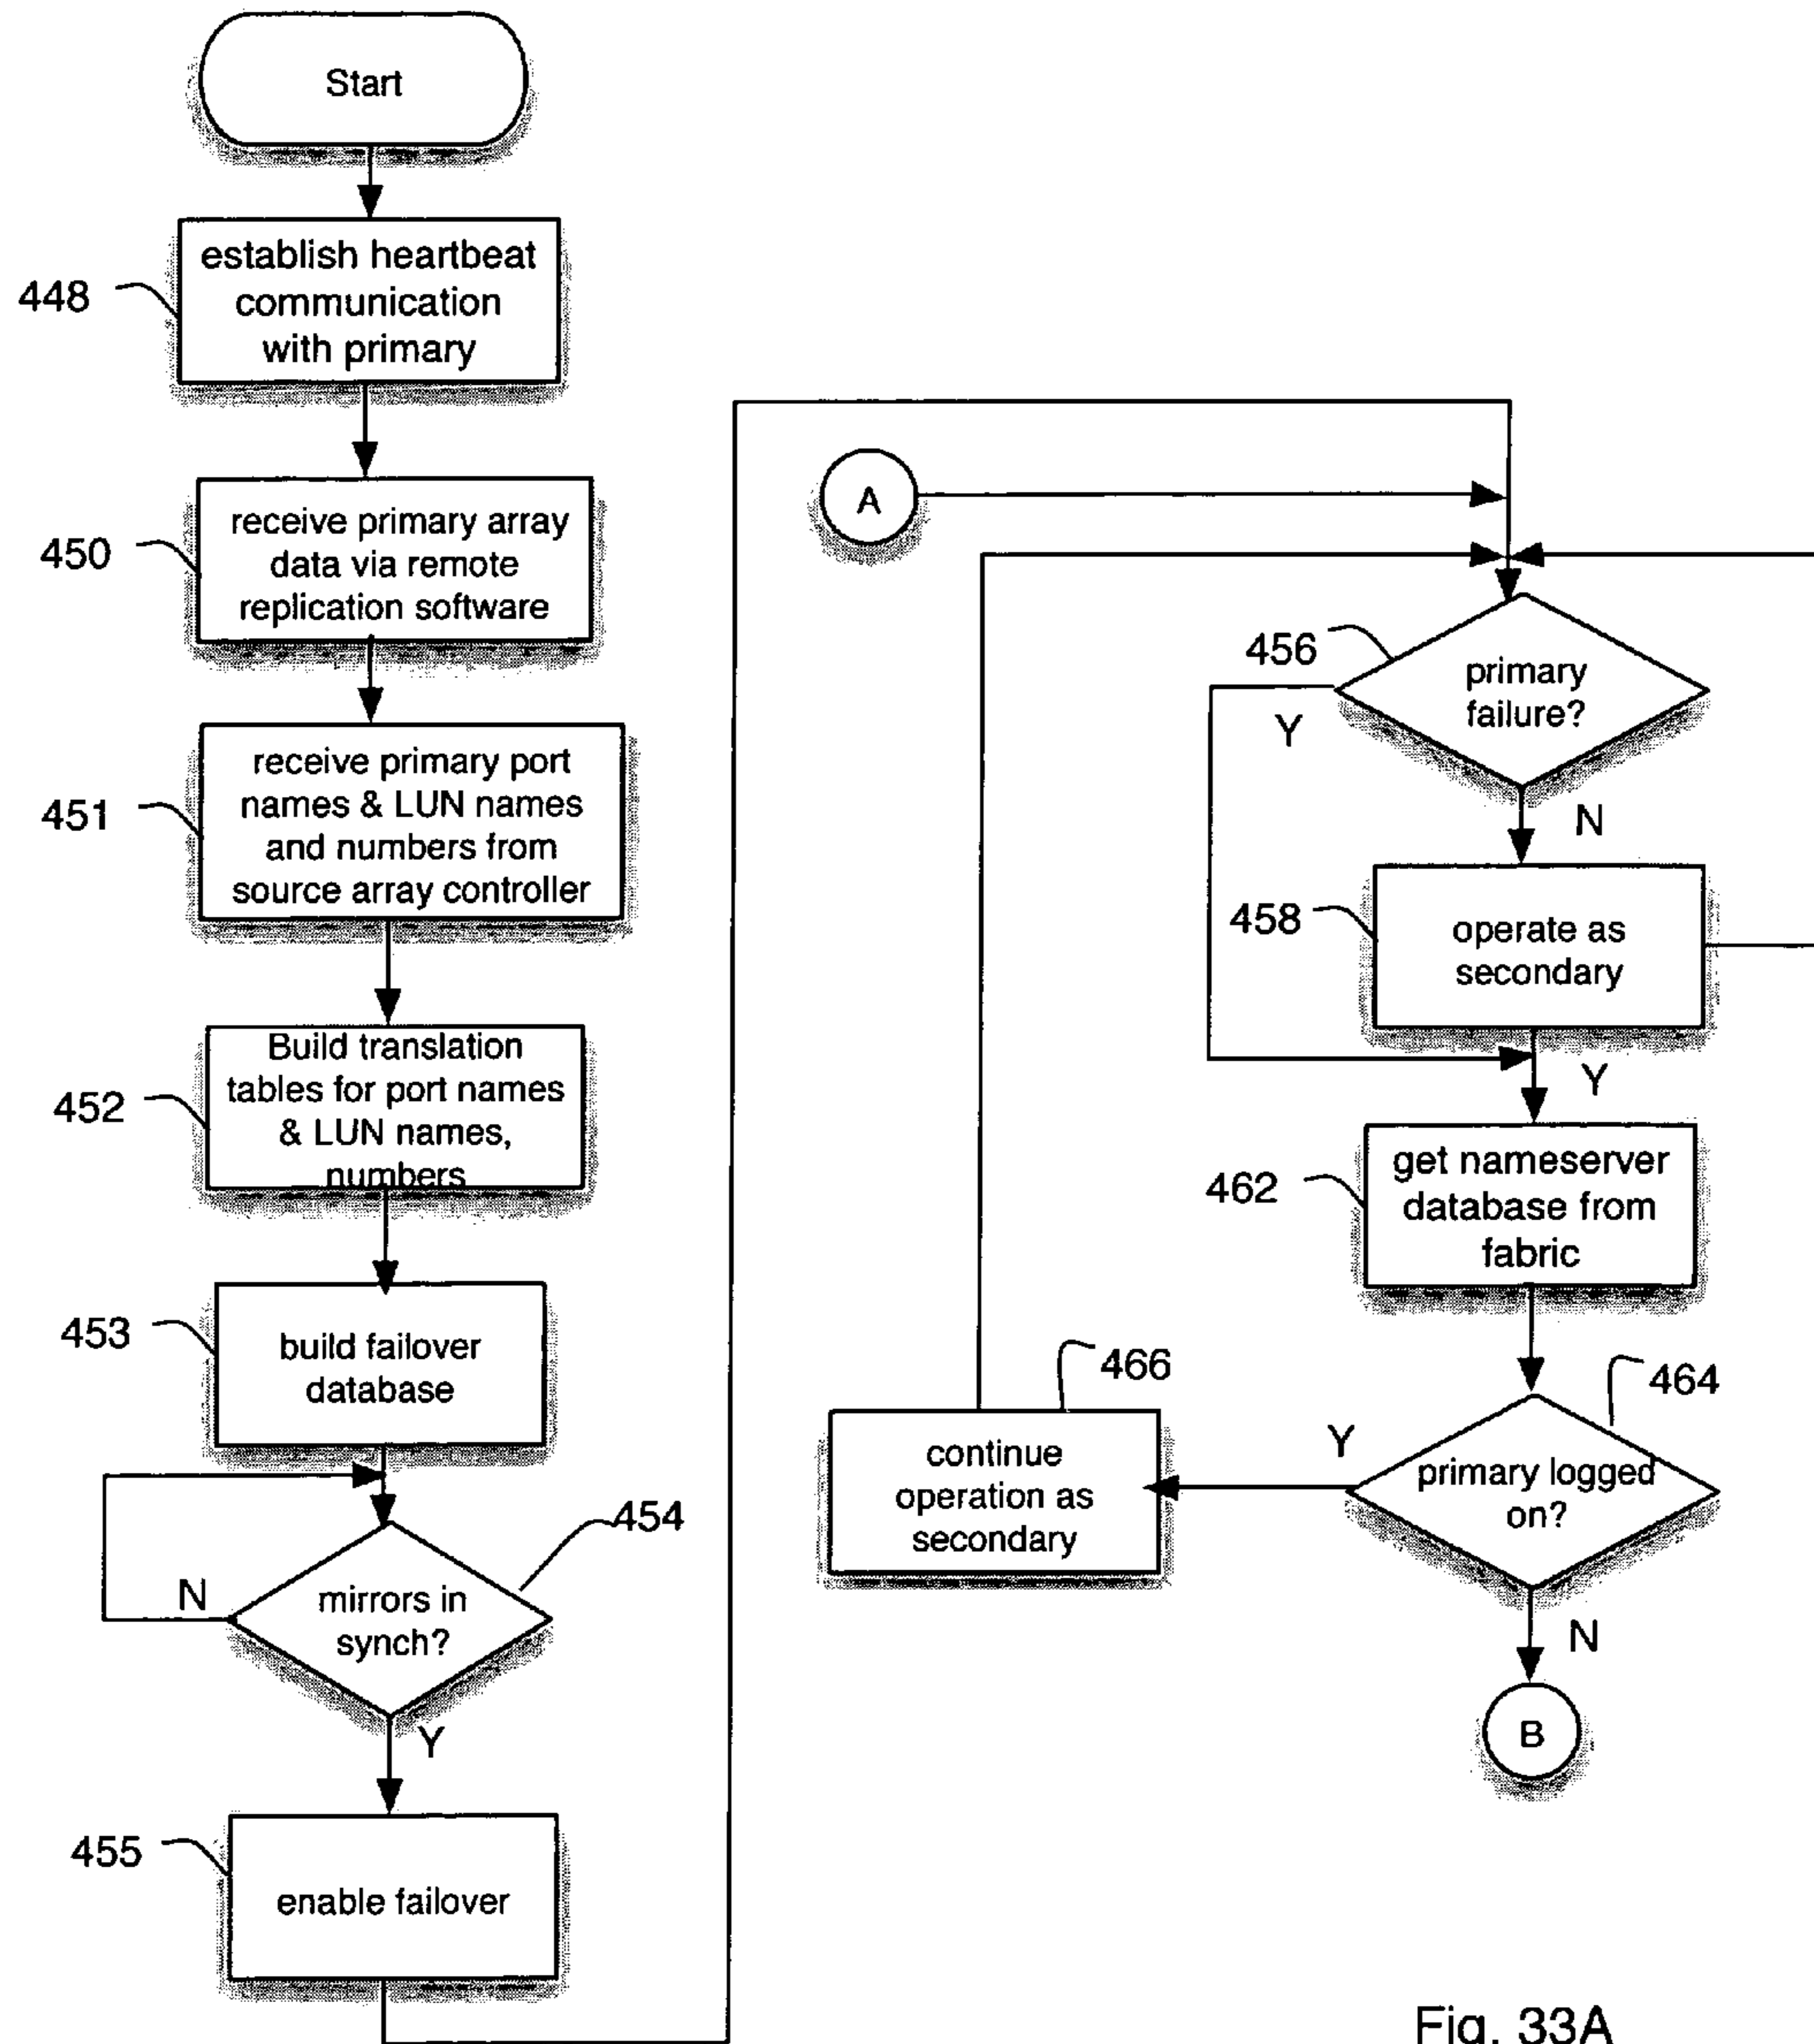 Start
448
establish heartbeat
communication
with primary
450
receive primary array
data via remote
replication software
451
receive primary port
names & LUN names
and numbers from
source array controller
452
Build translation
tables for port names
& LUN names,
numbers
453
build failover
database
454
N
mirrors in
synch?
Y
455
enable failover
A
456
primary
failure?
Y
N
458
operate as
secondary
Y
462
get nameserver
database from
fabric
464
primary logged
on?
Y
466
continue
operation as
secondary
N
B
Fig. 33A